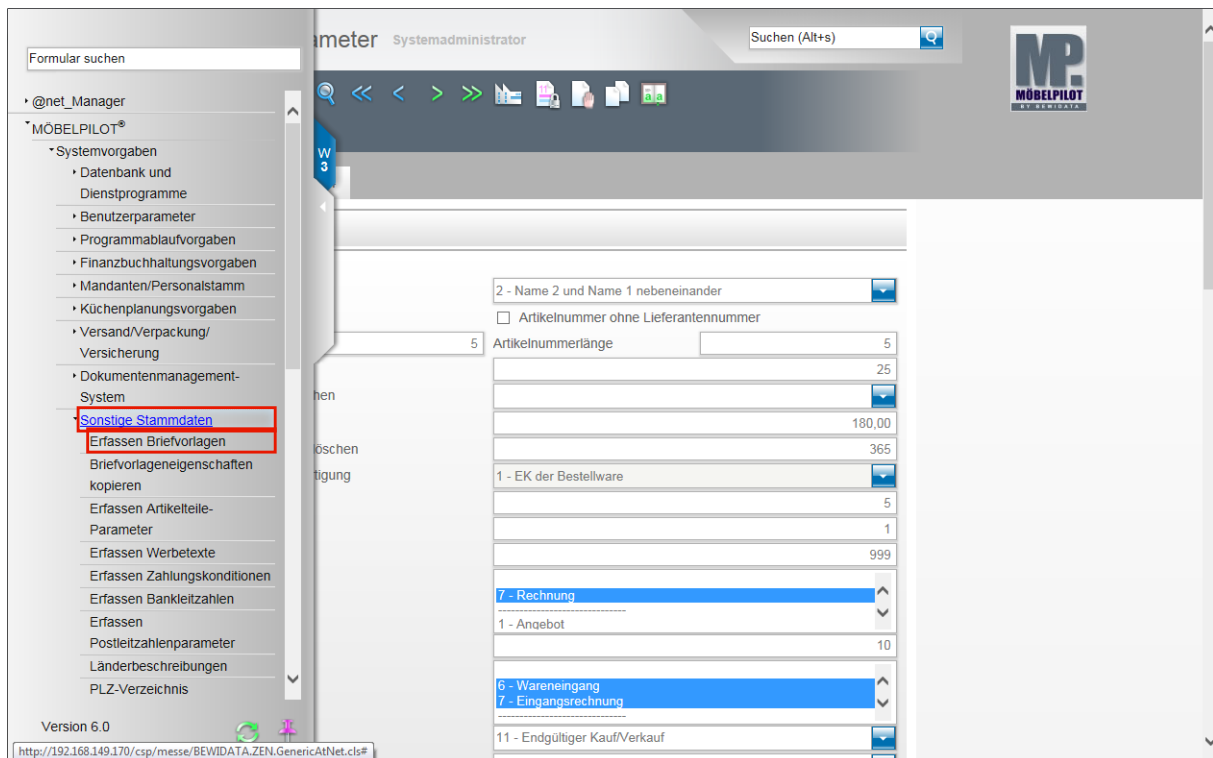 ameter Systemadministrator
Suchen (Alt+s)
MP.
MÖBELPILOT
BY BEWIDATA
Formular suchen
@net_Manager
MÖBELPILOT®
Systemvorgaben
Datenbank und
Dienstprogramme
Benutzerparameter
Programmablaufvorgaben
Finanzbuchhaltungsvorgaben
Mandanten/Personalstamm
Küchenplanungsvorgaben
Versand/Verpackung/
Versicherung
Dokumentenmanagement-
System
Sonstige Stammdaten
Erfassen Briefvorlagen
Briefvorlageneigenschaften
kopieren
Erfassen Artikelteile-
Parameter
Erfassen Werbetexte
Erfassen Zahlungskonditionen
Erfassen Bankleitzahlen
Erfassen
Postleitzahlenparameter
Länderbeschreibungen
PLZ-Verzeichnis
Version 6.0
http://192.168.149.170/csp/messe/BEWIDATA.ZEN.GenericAtNet.cls#
W
3
2 - Name 2 und Name 1 nebeneinander
Artikelnummer ohne Lieferantennummer
5 Artikelnummerlänge 5
25
hen
180,00
löschen 365
tigung 1 - EK der Bestellware
5
1
999
7 - Rechnung
------------------------------
1 - Angebot
10
6 - Wareneingang
7 - Eingangsrechnung
------------------------------
11 - Endgültiger Kauf/Verkauf